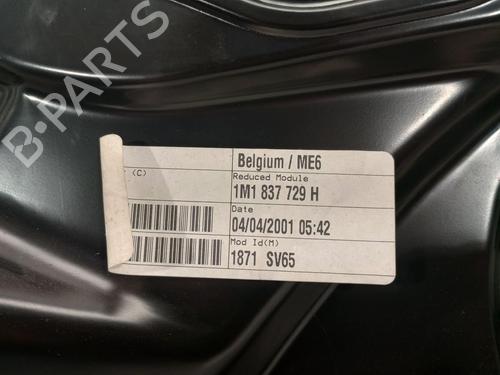 B-PARTS
Belgium / ME6
(C)
Reduced Module
1M1 837 729 H
Date
04/04/2001 05:42
Mod Id(M)
1871 SV65